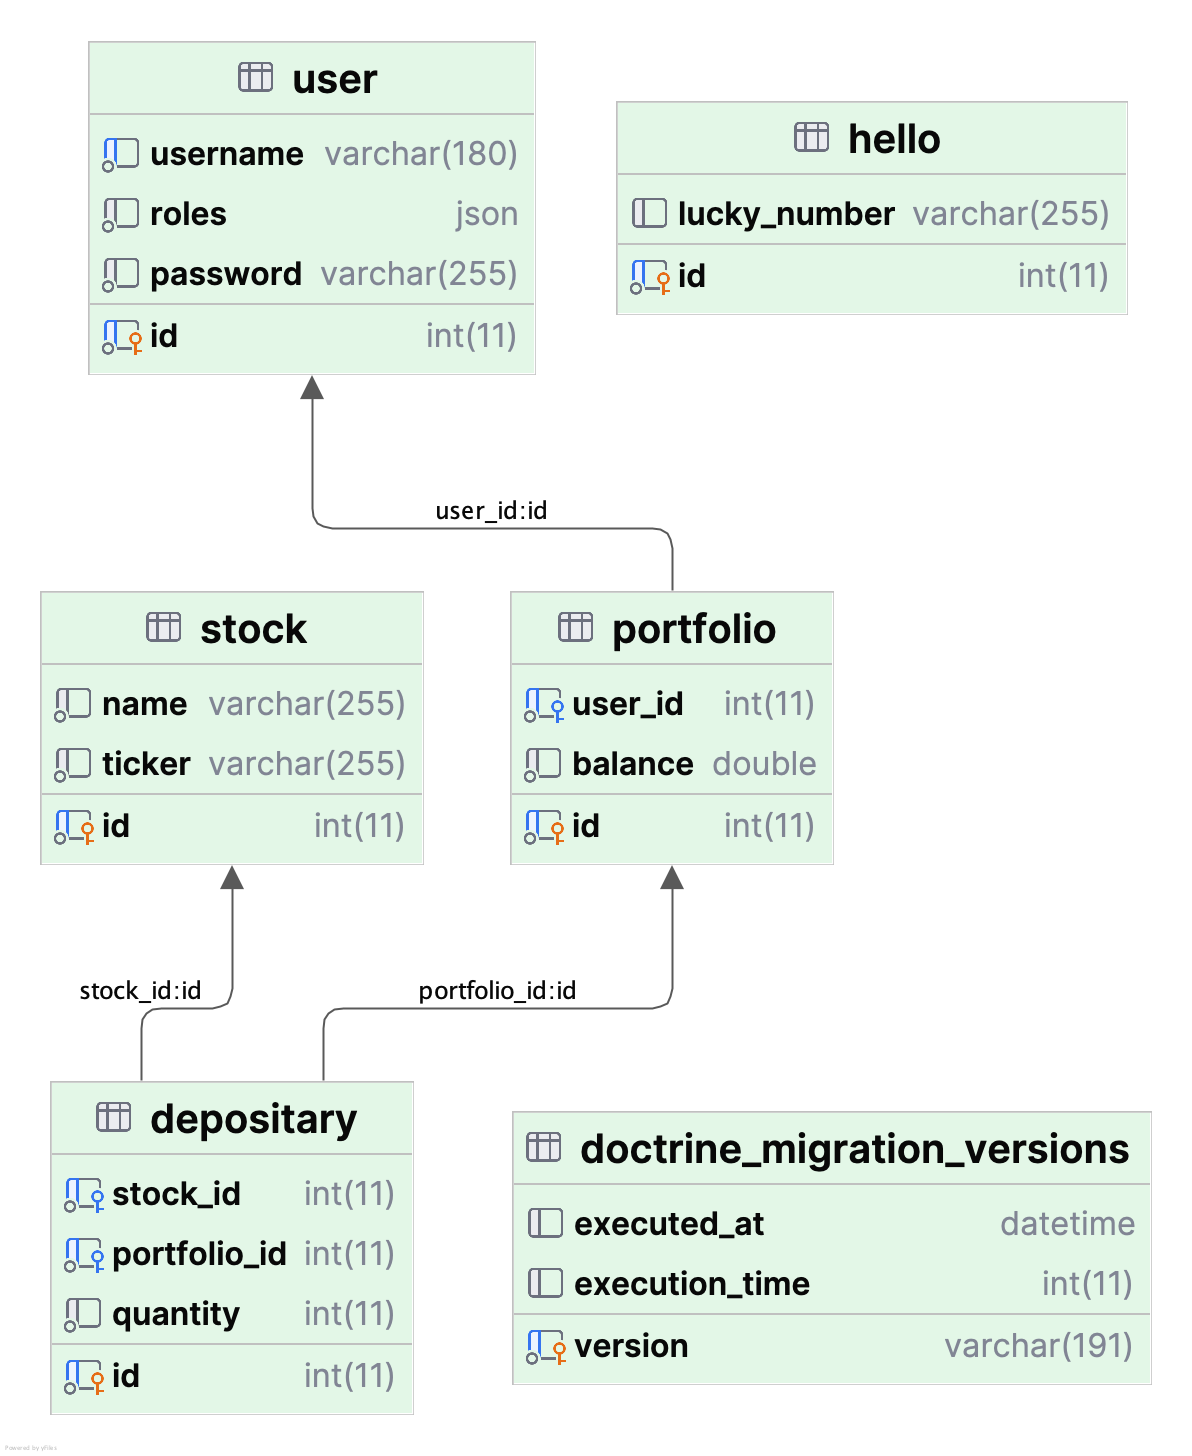 user
username varchar(180)
roles json
password varchar(255)
id int(11)
hello
lucky_number varchar(255)
id int(11)
user_id:id
stock
name varchar(255)
ticker varchar(255)
id int(11)
portfolio
user_id int(11)
balance double
id int(11)
stock_id:id
portfolio_id:id
depositary
stock_id int(11)
portfolio_id int(11)
quantity int(11)
id int(11)
doctrine_migration_versions
executed_at datetime
execution_time int(11)
version varchar(191)
Powered by yFiles